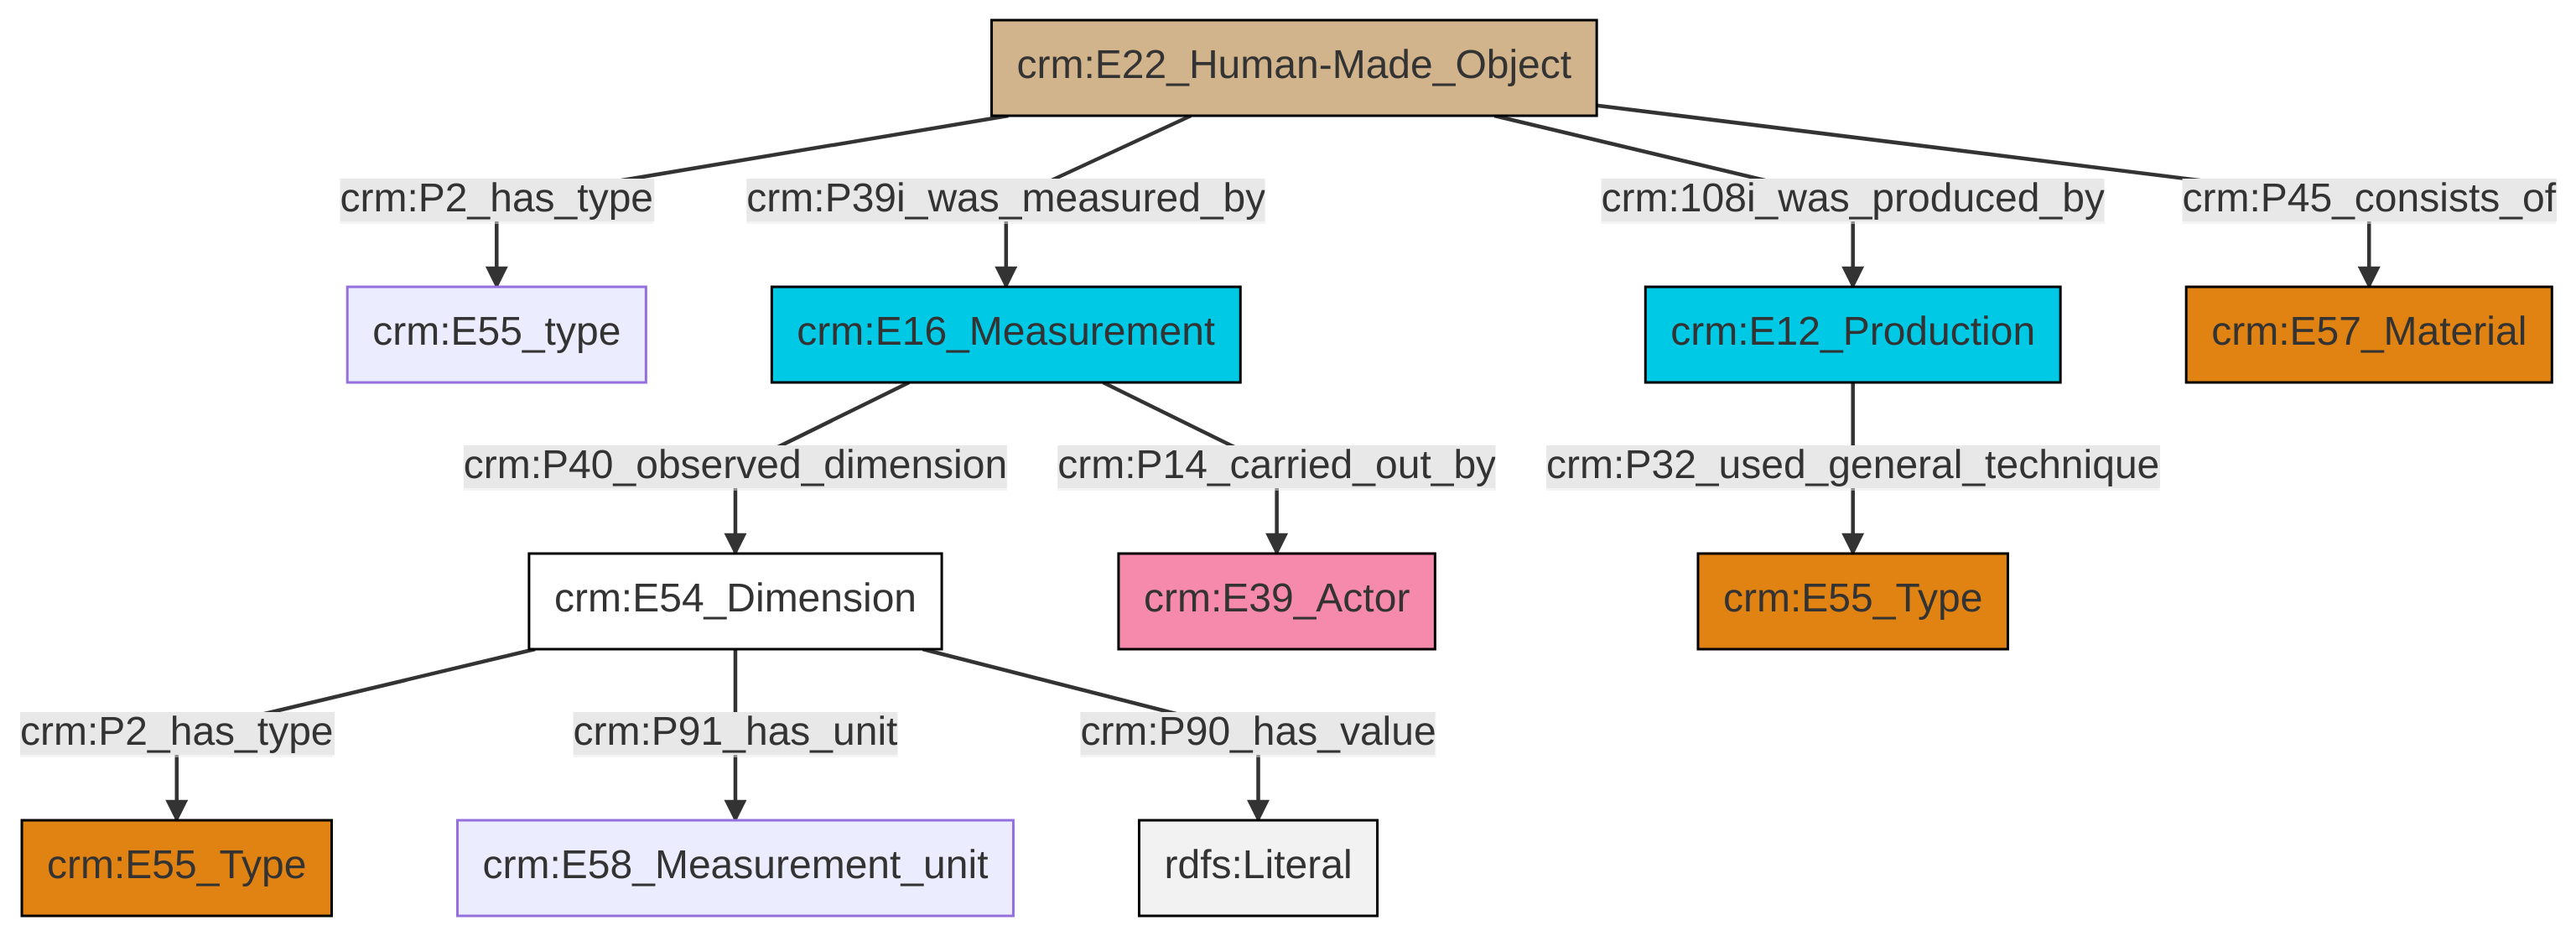 crm:E22_Human-Made_Object
crm:P2_has_type
crm:P39i_was_measured_by
crm:108i_was_produced_by
crm:P45_consists_of
crm:E55_type
crm:E16_Measurement
crm:E12_Production
crm:E57_Material
crm:P40_observed_dimension
crm:P14_carried_out_by
crm:P32_used_general_technique
crm:E54_Dimension
crm:E39_Actor
crm:E55_Type
crm:P2_has_type
crm:P91_has_unit
crm:P90_has_value
crm:E55_Type
crm:E58_Measurement_unit
rdfs:Literal